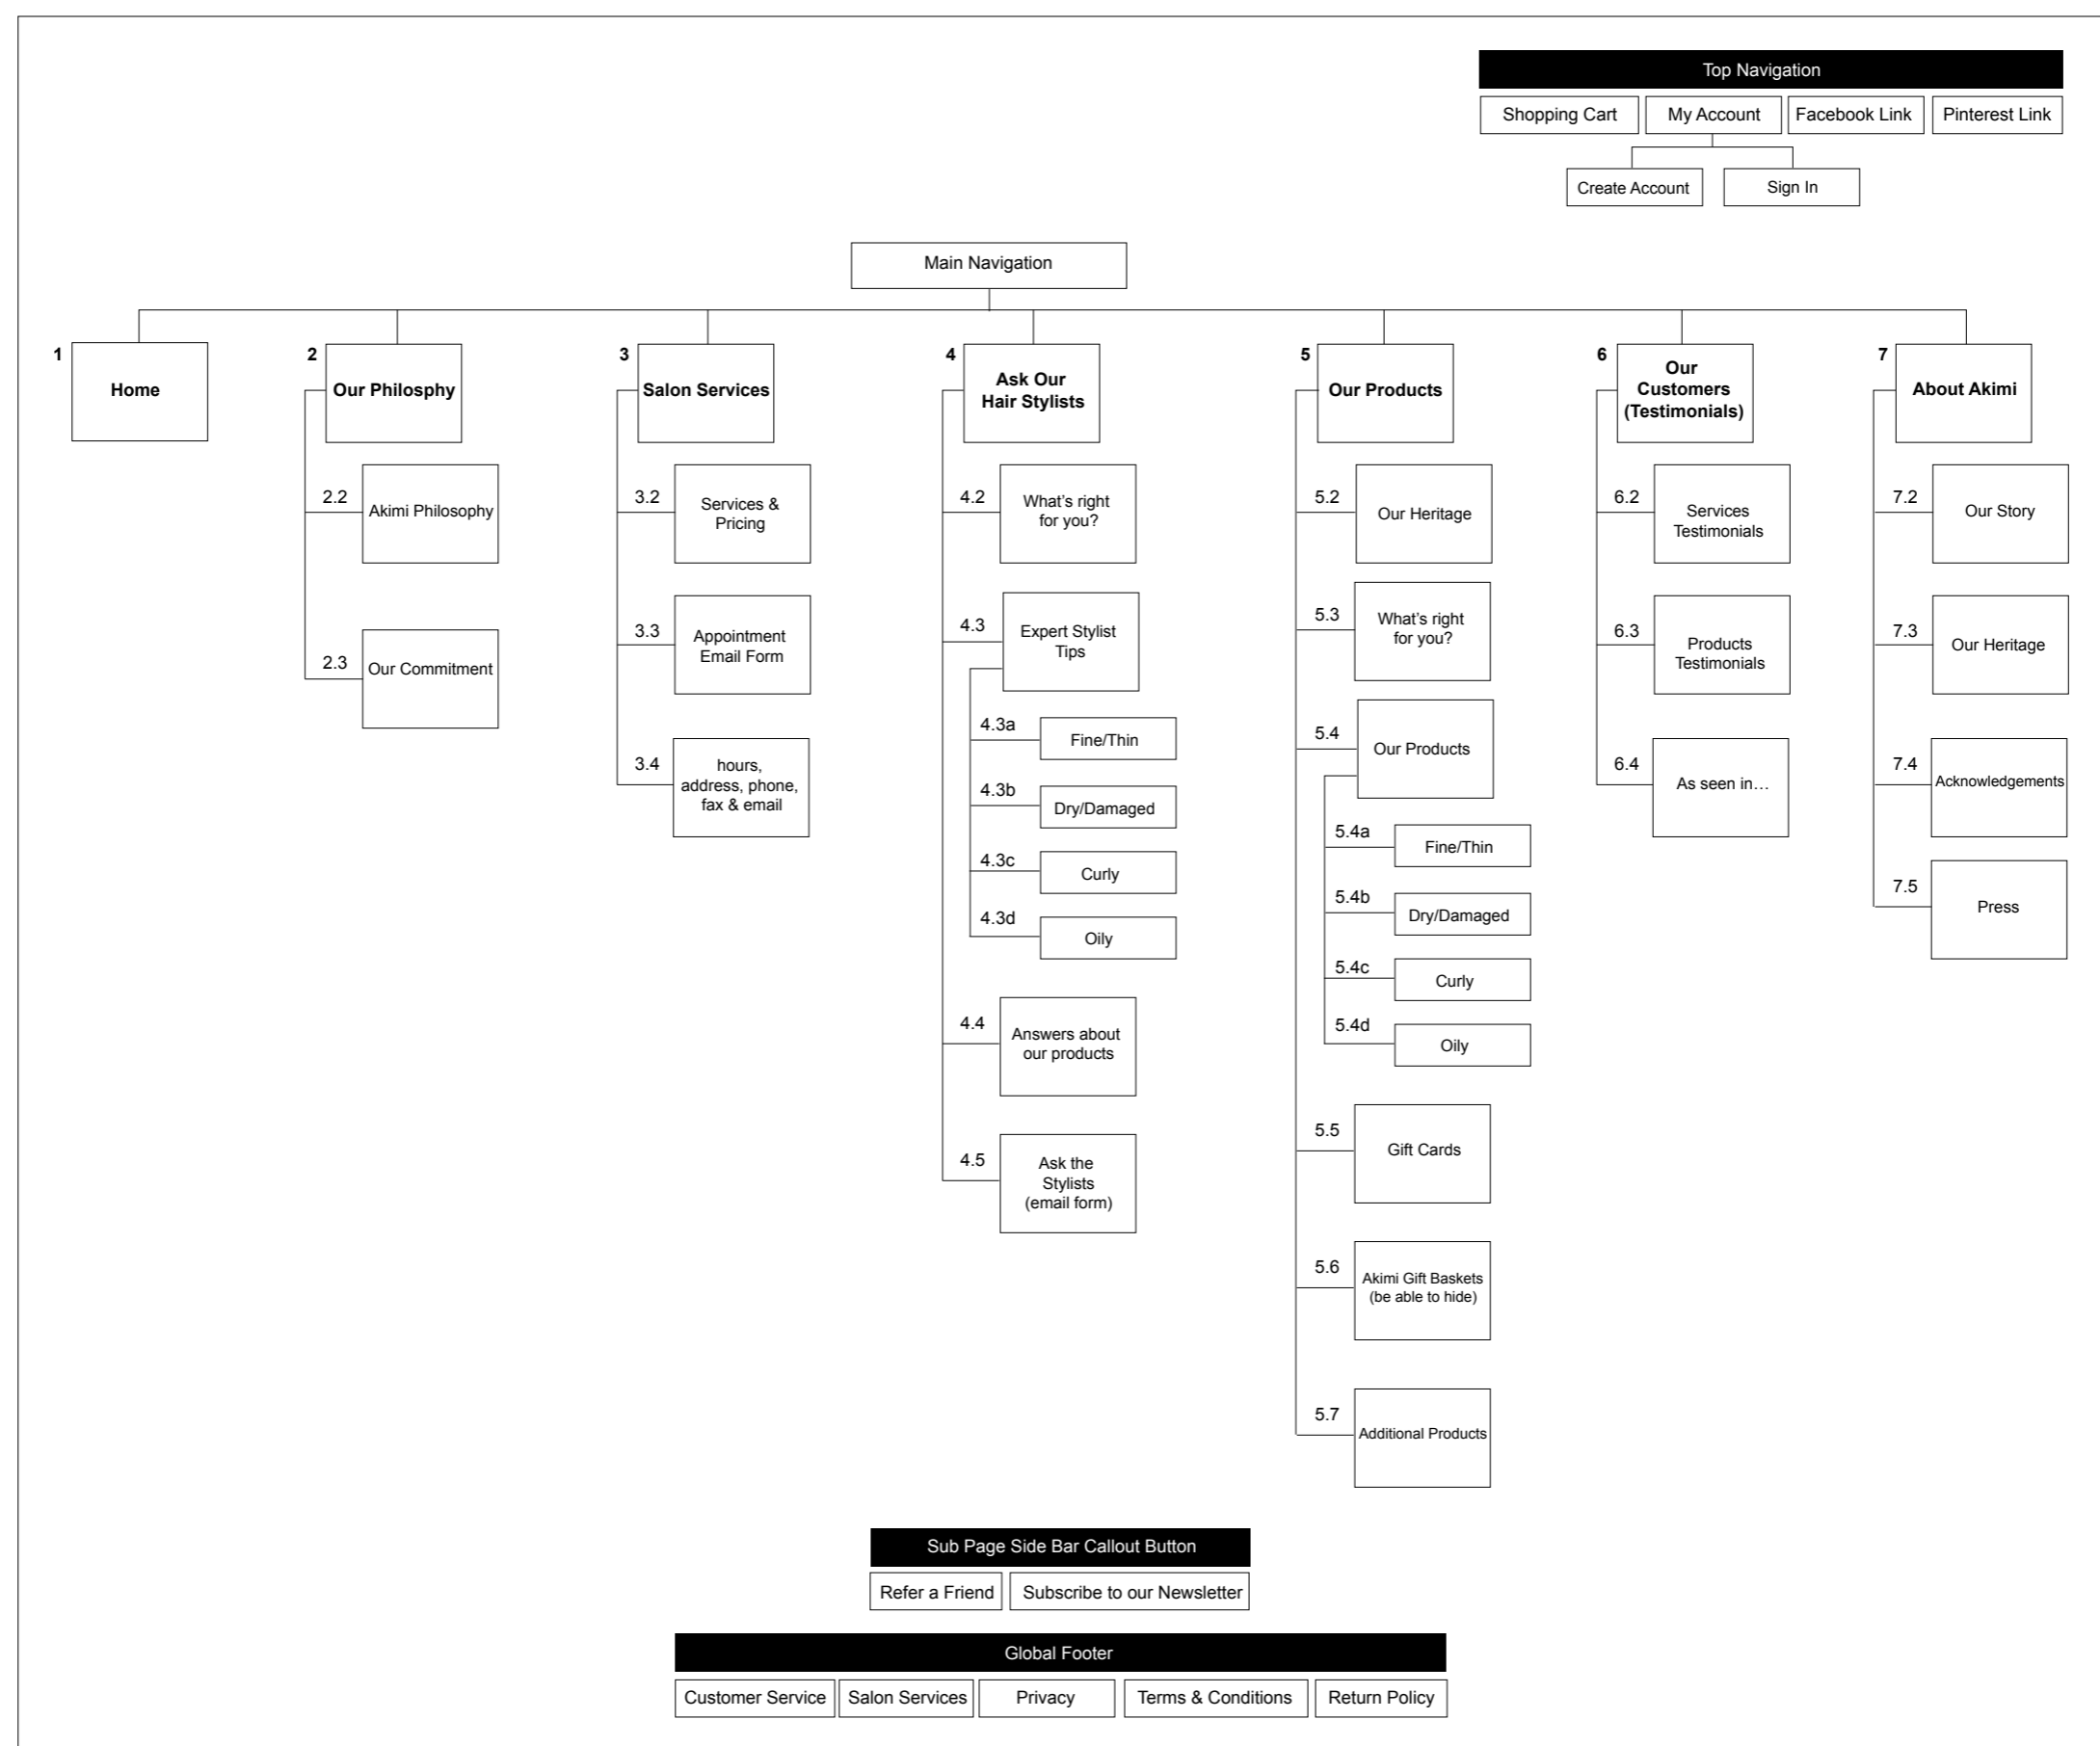 Top Navigation
Shopping Cart
My Account
Facebook Link
Pinterest Link
Create Account
Sign In
Main Navigation
1
Home
2
Our Philosphy
2.2
Akimi Philosophy
2.3
Our Commitment
3
Salon Services
3.2
Services &
Pricing
3.3
Appointment
Email Form
3.4
hours,
address, phone,
fax & email
4
Ask Our
Hair Stylists
4.2
What's right
for you?
4.3
Expert Stylist
Tips
4.3a
Fine/Thin
4.3b
Dry/Damaged
4.3c
Curly
4.3d
Oily
4.4
Answers about
our products
4.5
Ask the
Stylists
(email form)
5
Our Products
5.2
Our Heritage
5.3
What's right
for you?
5.4
Our Products
5.4a
Fine/Thin
5.4b
Dry/Damaged
5.4c
Curly
5.4d
Oily
5.5
Gift Cards
5.6
Akimi Gift Baskets
(be able to hide)
5.7
Additional Products
6
Our
Customers
(Testimonials)
6.2
Services
Testimonials
6.3
Products
Testimonials
6.4
As seen in…
7
About Akimi
7.2
Our Story
7.3
Our Heritage
7.4
Acknowledgements
7.5
Press
Sub Page Side Bar Callout Button
Refer a Friend
Subscribe to our Newsletter
Global Footer
Customer Service
Salon Services
Privacy
Terms & Conditions
Return Policy